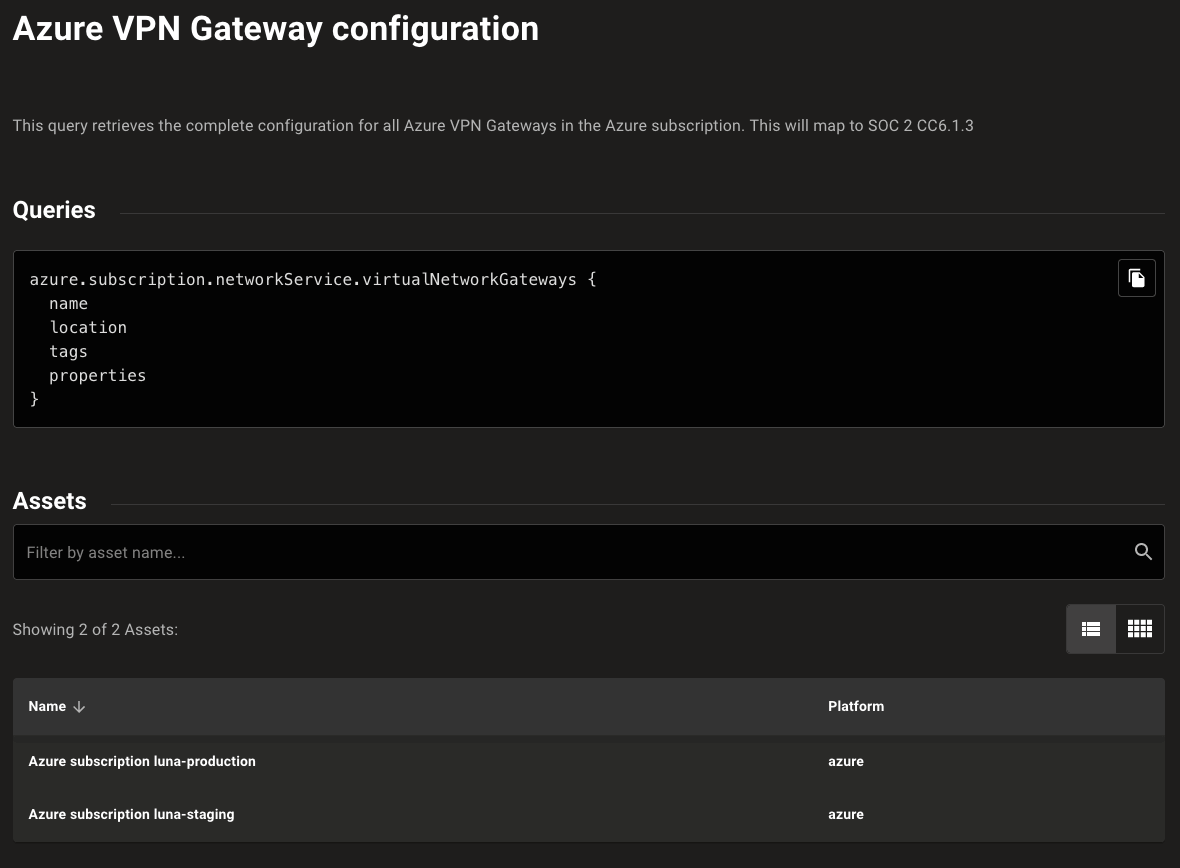 Azure VPN Gateway configuration
This query retrieves the complete configuration for all Azure VPN Gateways in the Azure subscription. This will map to SOC 2 CC6.1.3
Queries
azure.subscription.networkService.virtualNetworkGateways {
  name
  location
  tags
  properties
}
Assets
Filter by asset name...
Showing 2 of 2 Assets:
Name Platform
Azure subscription luna-production azure
Azure subscription luna-staging azure